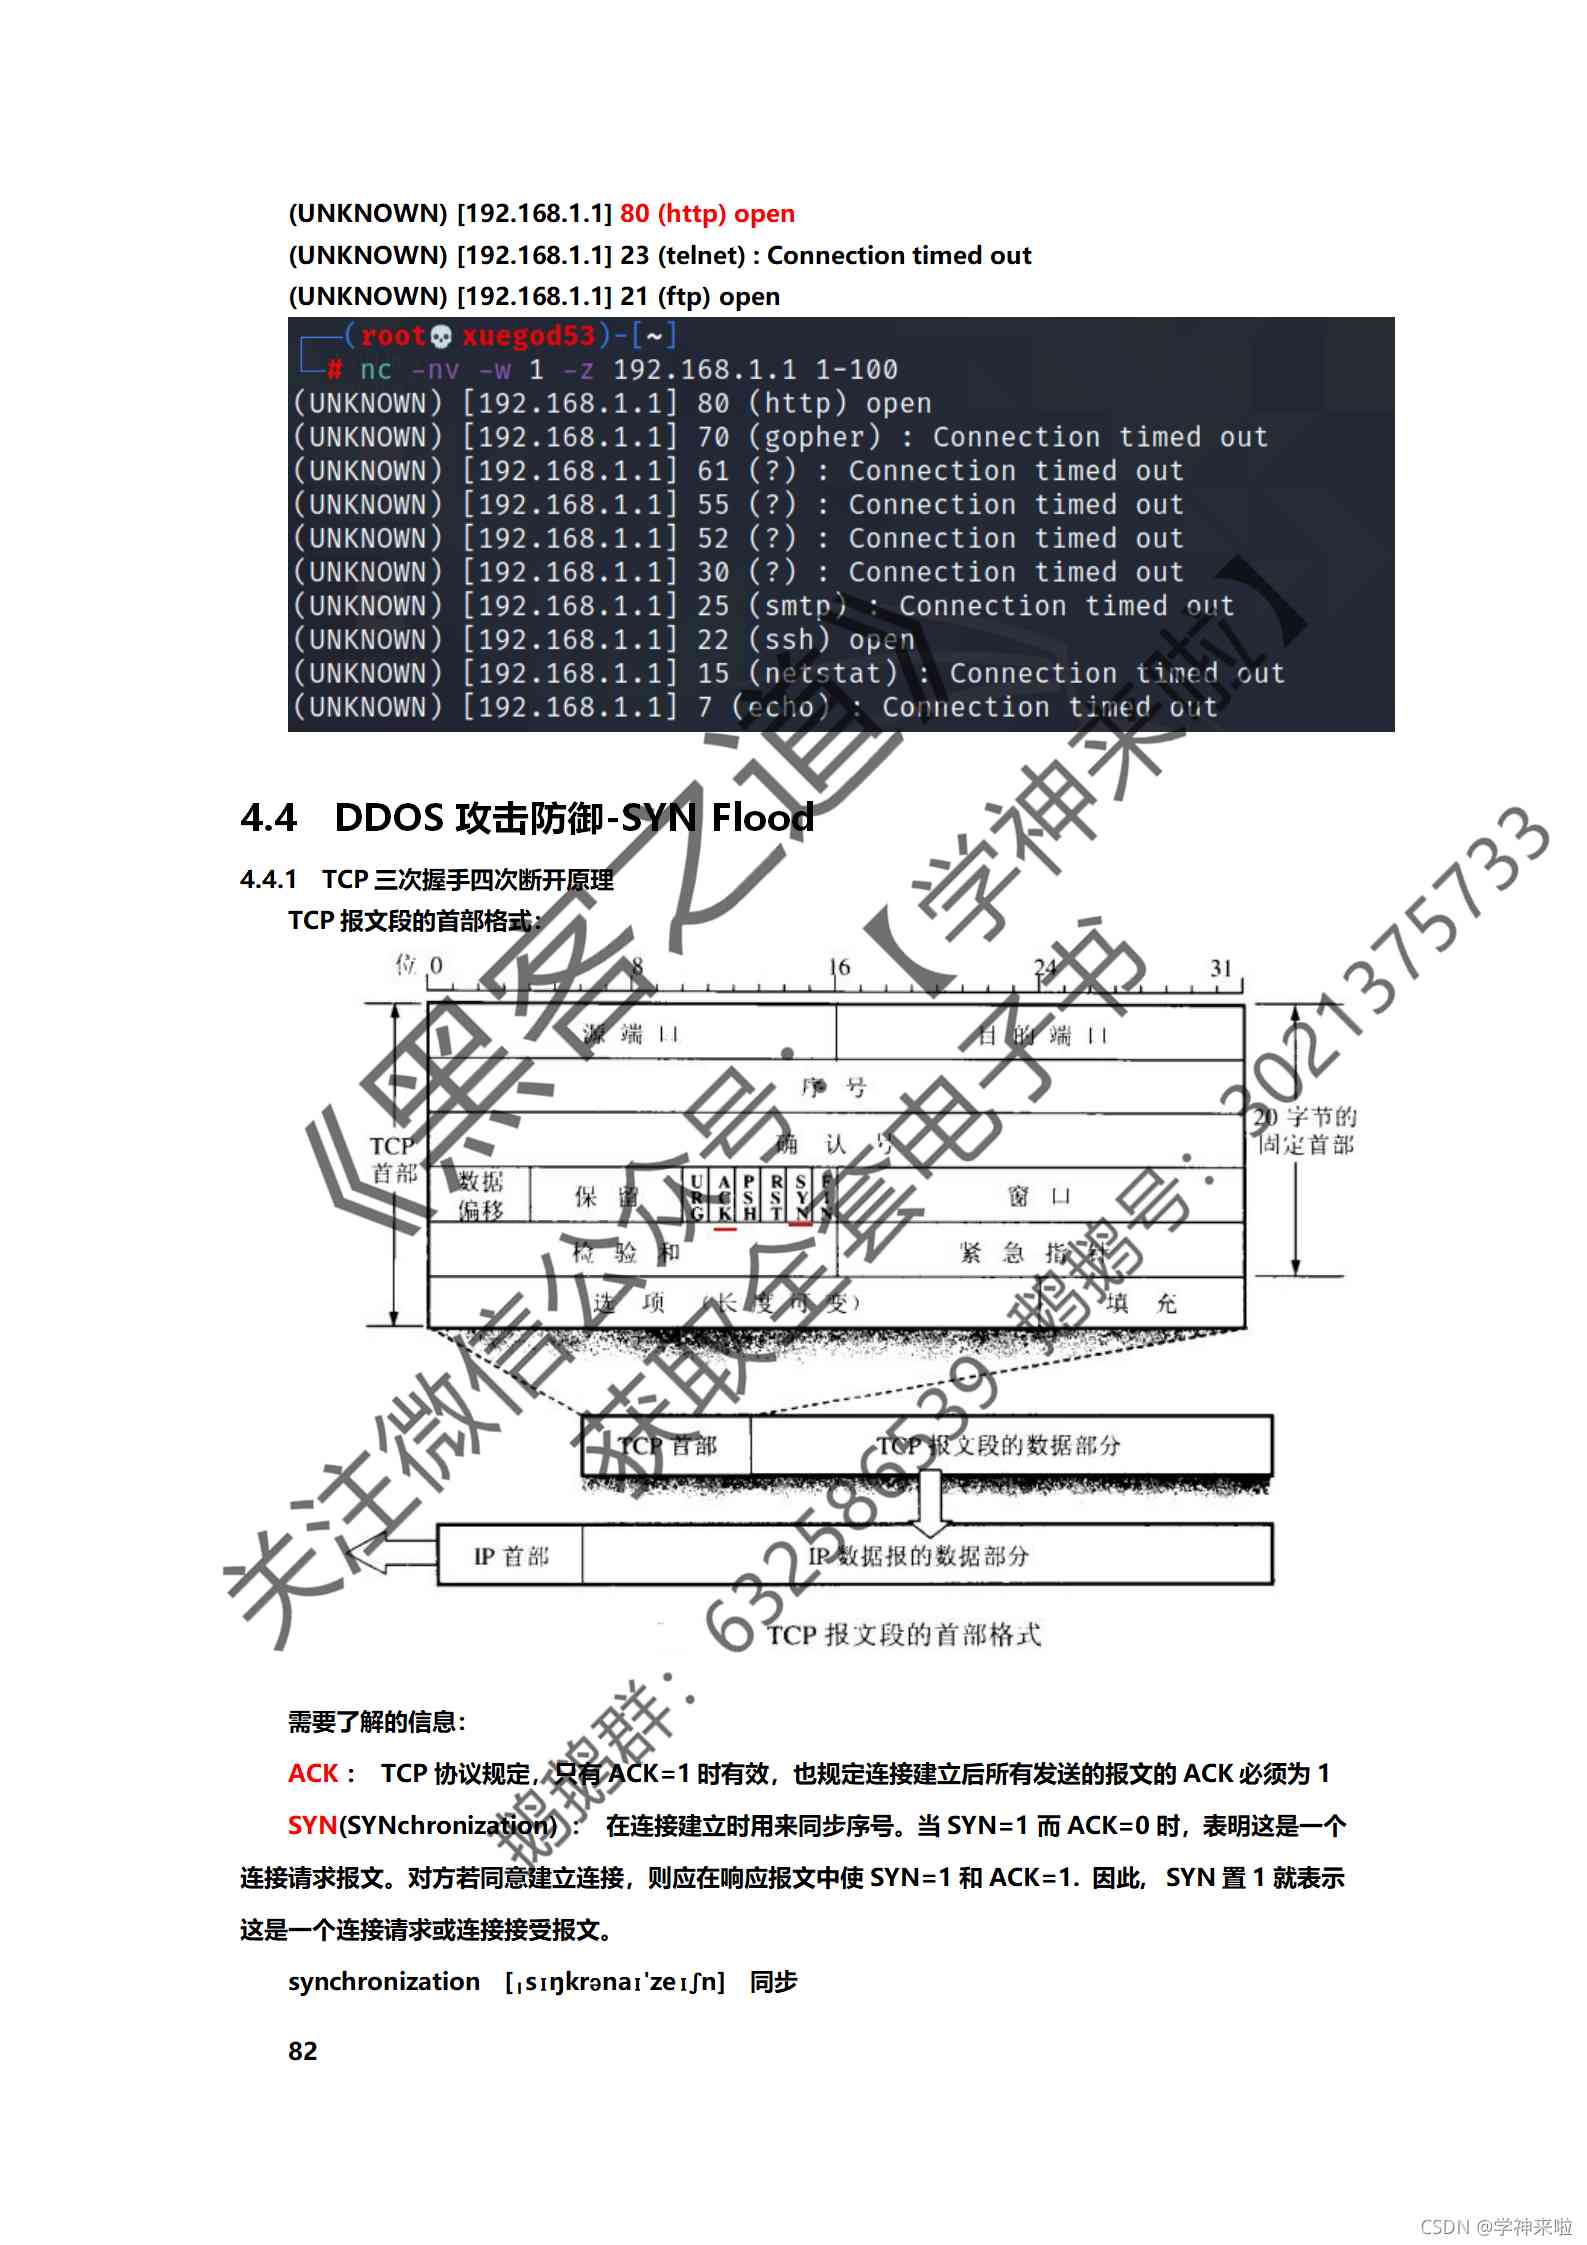 (UNKNOWN) [192.168.1.1] 80 (http) open
(UNKNOWN) [192.168.1.1] 23 (telnet) : Connection timed out
(UNKNOWN) [192.168.1.1] 21 (ftp) open
(root💀xuegod53)-[~]
# nc -nv -w 1 -z 192.168.1.1 1-100
(UNKNOWN) [192.168.1.1] 80 (http) open
(UNKNOWN) [192.168.1.1] 70 (gopher) : Connection timed out
(UNKNOWN) [192.168.1.1] 61 (?) : Connection timed out
(UNKNOWN) [192.168.1.1] 55 (?) : Connection timed out
(UNKNOWN) [192.168.1.1] 52 (?) : Connection timed out
(UNKNOWN) [192.168.1.1] 30 (?) : Connection timed out
(UNKNOWN) [192.168.1.1] 25 (smtp) : Connection timed out
(UNKNOWN) [192.168.1.1] 22 (ssh) open
(UNKNOWN) [192.168.1.1] 15 (netstat) : Connection timed out
(UNKNOWN) [192.168.1.1] 7 (echo) : Connection timed out
4.4 DDOS 攻击防御-SYN Flood
4.4.1 TCP 三次握手四次断开原理
TCP 报文段的首部格式：
位 0 8 16 24 31
源端口 目的端口
序号
确认号
TCP 首部
20 字节的固定首部
数据偏移 保留 URG ACK PSH RST SYN FIN 窗口
检验和 紧急指针
选项（长度可变） 填充
TCP 首部 TCP 报文段的数据部分
IP 首部 IP 数据报的数据部分
TCP 报文段的首部格式
需要了解的信息：
ACK ： TCP 协议规定，只有 ACK=1 时有效，也规定连接建立后所有发送的报文的 ACK 必须为 1
SYN(SYNchronization) ： 在连接建立时用来同步序号。当 SYN=1 而 ACK=0 时，表明这是一个
连接请求报文。对方若同意建立连接，则应在响应报文中使 SYN=1 和 ACK=1. 因此， SYN 置 1 就表示
这是一个连接请求或连接接受报文。
synchronization [ˌsɪŋkrənaɪ'zeɪʃn] 同步
82
《黑客之道》
关注微信公众号：【学神来啦】
获取全套电子书
鹅鹅群：632586539 鹅鹅号：3021375733
CSDN @学神来啦